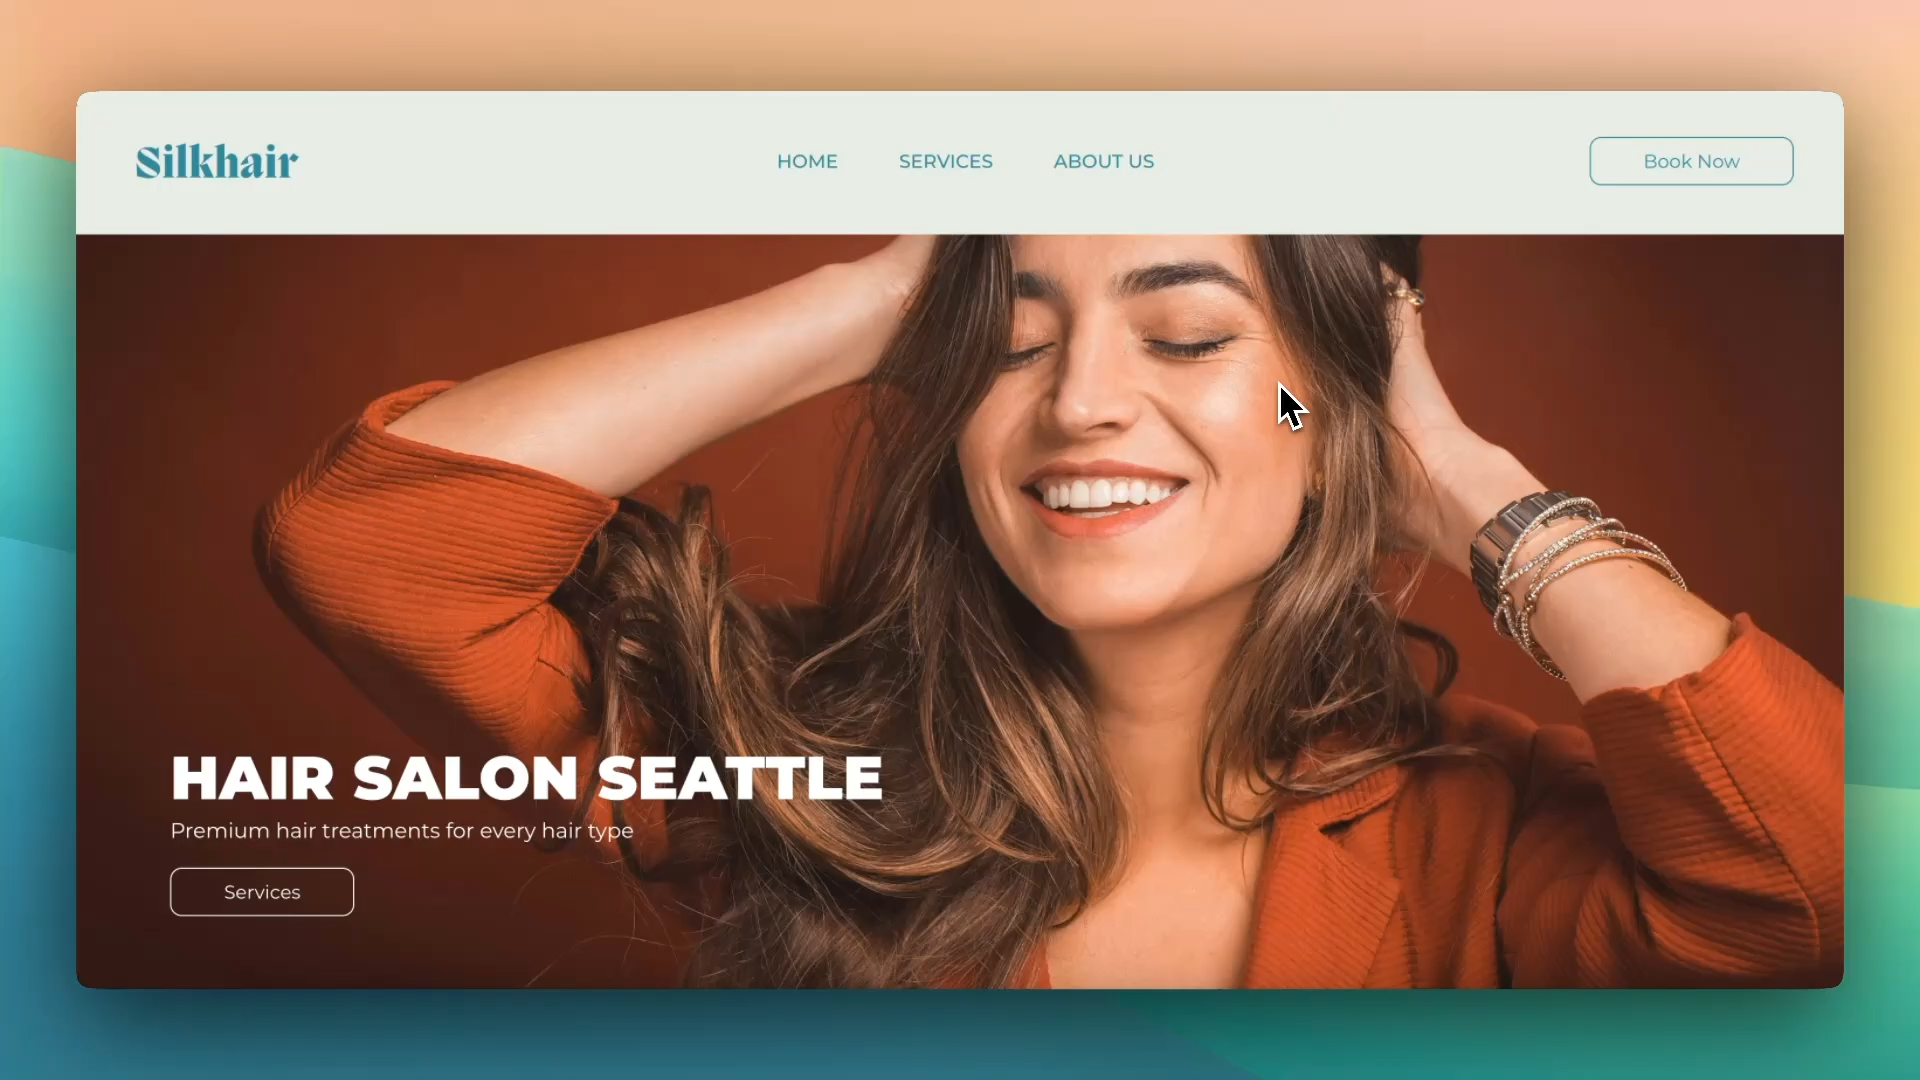 Silkhair
HOME SERVICES ABOUT US
Book Now
HAIR SALON SEATTLE
Premium hair treatments for every hair type
Services